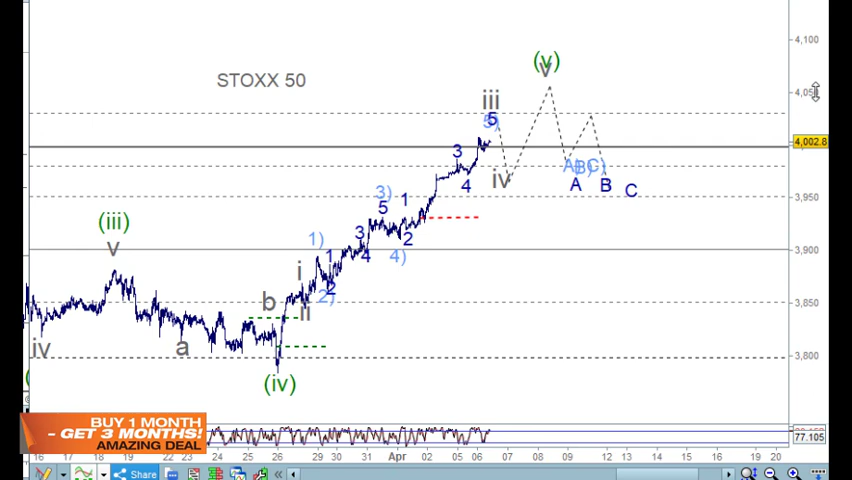 4,100
(v)
v
STOXX 50
4,050
iii
5
5)
4,002.8
3
iv
A)
B)
C)
4
A
B
C
3)
5
1
3,950
(iii)
v
1)
3
2
1
4
4)
3,900
i
2
2)
b
ii
3,850
iv
a
3,800
(iv)
BUY 1 MONTH
- GET 3 MONTHS!
AMAZING DEAL
77.105
16 17 18 19 22 23 24 25 26 28 29 30 31 Apr 02 05 06 07 08 09 12 13 14 15 16 19 20
Share